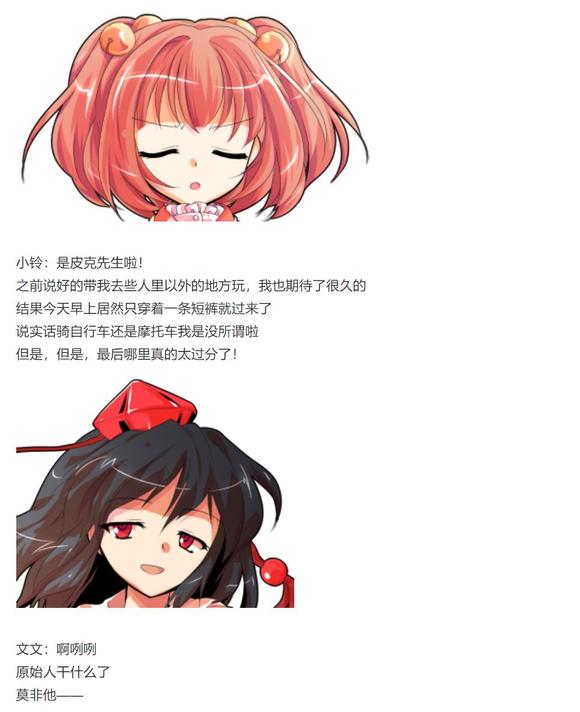 小铃：是皮克先生啦！
之前说好的带我去些人里以外的地方玩，我也期待了很久的
结果今天早上居然只穿着一条短裤就过来了
说实话骑自行车还是摩托车我是没所谓啦
但是，但是，最后哪里真的太过分了！
文文：啊咧咧
原始人干什么了
莫非他——